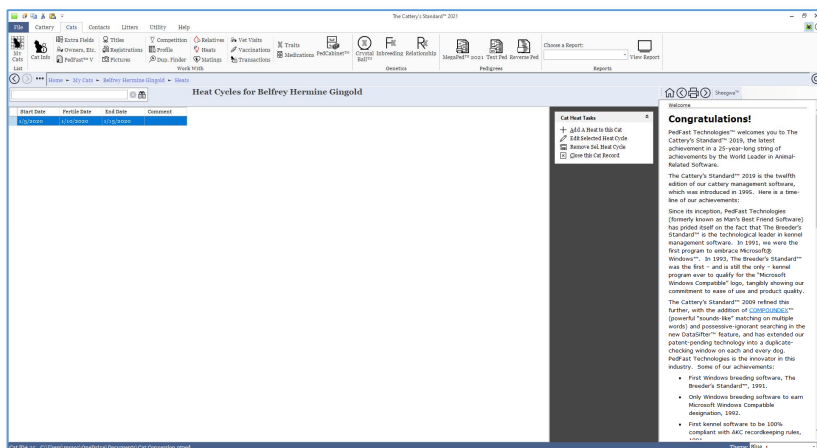 The Cattery's Standard™ 2021
File Cattery Cats Contacts Litters Utility Help
My Cats
Cat Info
Extra Fields
Owners, Etc.
PedFast™ V
Titles
Registrations
Pictures
Competition
Profile
Dup. Finder
Relatives
Heats
Matings
Vet Visits
Vaccinations
Transactions
Traits
Medications
PedCabinet™
Crystal Ball™
Inbreeding
Relationship
MegaPed™ 2021
Text Ped
Reverse Ped
Choose a Report:
View Report
List
Work With
Genetics
Pedigrees
Reports
Home
My Cats
Belfrey Hermine Gingold
Heats
Heat Cycles for Belfrey Hermine Gingold
Sheegwa™
Start Date Fertile Date End Date Comment
1/5/2020 1/10/2020 1/15/2020
Cat Heat Tasks
Add A Heat to this Cat
Edit Selected Heat Cycle
Remove Sel. Heat Cycle
Close this Cat Record
Welcome
Congratulations!
PedFast Technologies™ welcomes you to The
Cattery's Standard™ 2019, the latest
achievement in a 25-year-long string of
achievements by the World Leader in Animal-
Related Software.
The Cattery's Standard™ 2019 is the twelfth
edition of our cattery management software,
which was introduced in 1995. Here is a time-
line of our achievements:
Since its inception, PedFast Technologies
(formerly known as Man's Best Friend Software)
has prided itself on the fact that The Breeder's
Standard™ is the technological leader in kennel
management software. In 1991, we were the
first program to embrace Microsoft®
Windows™. In 1993, The Breeder's Standard™
was the first – and is still the only – kennel
program ever to qualify for the "Microsoft
Windows Compatible" logo, tangibly showing our
commitment to ease of use and product quality.
The Cattery's Standard™ 2009 refined this
further, with the addition of COMPOUNDEX™
(powerful "sounds-like" matching on multiple
words) and possessive-ignorant searching in the
new DataSifter™ feature, and has extended our
patent-pending technology into a duplicate-
checking window on each and every dog.
PedFast Technologies is the innovator in this
industry. Some of our achievements:
• First Windows breeding software, The
Breeder's Standard™, 1991.
• Only Windows breeding software to earn
Microsoft Windows Compatible
designation, 1992.
• First kennel software to be 100%
compliant with AKC recordkeeping rules,
Theme: Blue